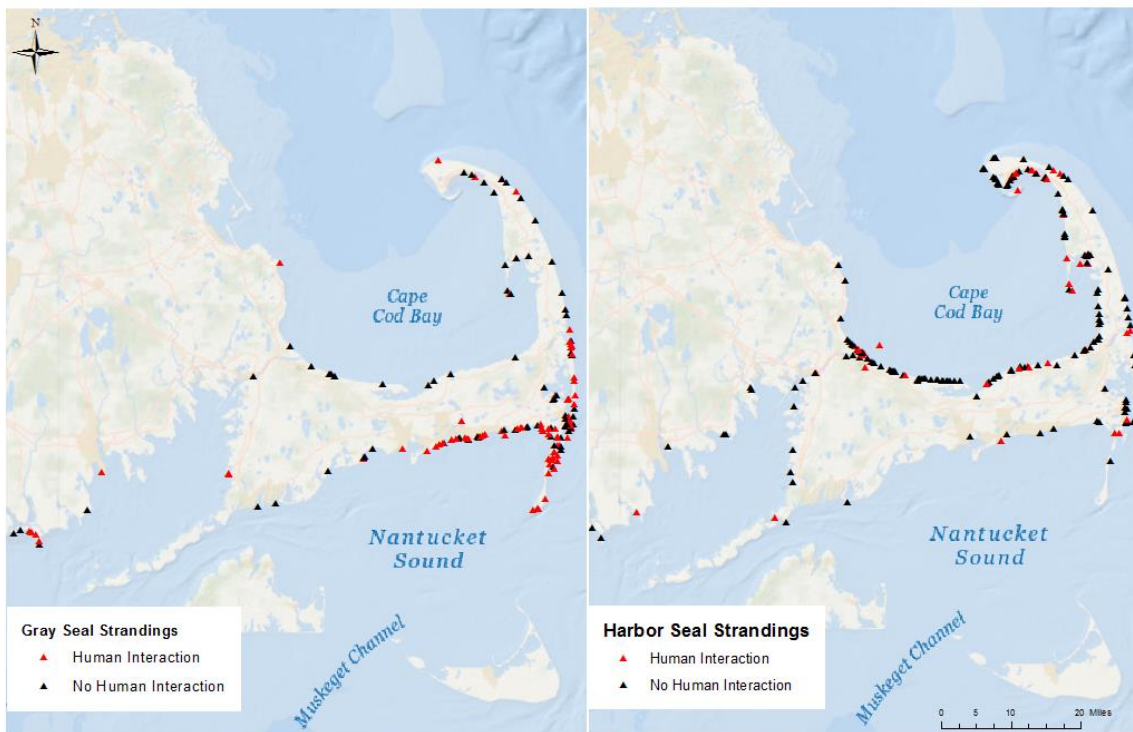 N
Cape
Cod Bay
Nantucket
Sound
Muskeget Channel
Gray Seal Strandings
Human Interaction
No Human Interaction
Cape
Cod Bay
Nantucket
Sound
Muskeget Channel
Harbor Seal Strandings
Human Interaction
No Human Interaction
0 5 10 20 Miles